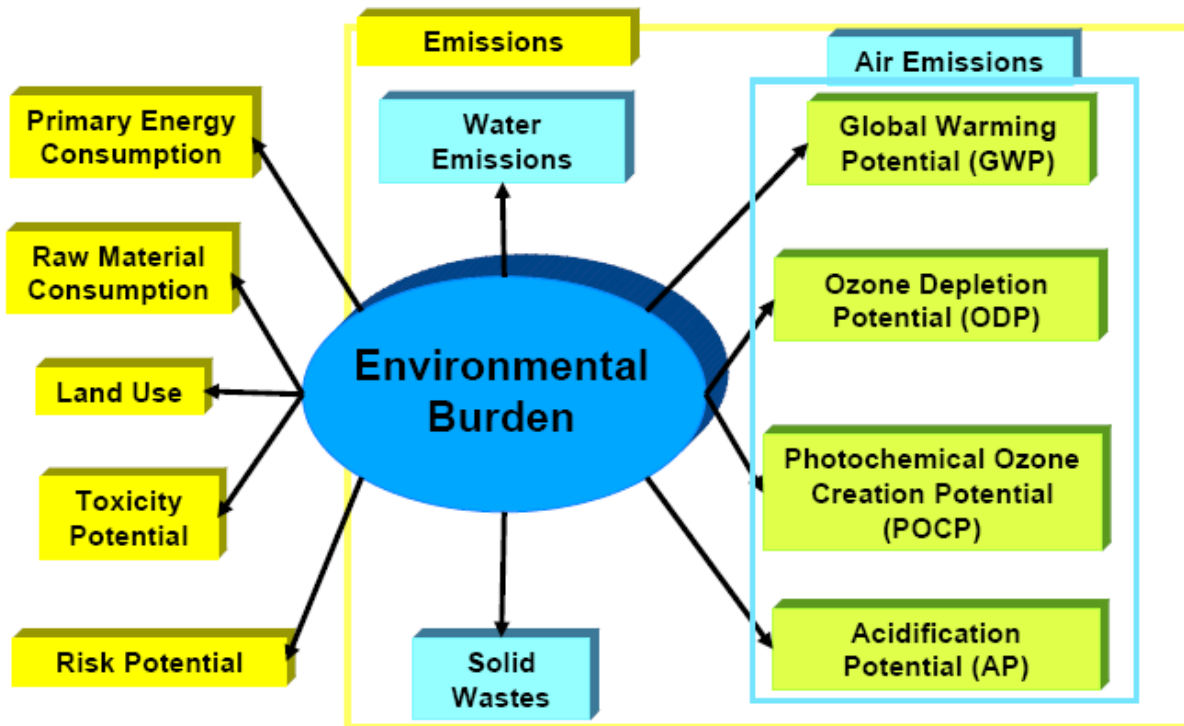 Emissions
Air Emissions
Primary Energy
Consumption
Water
Emissions
Global Warming
Potential (GWP)
Raw Material
Consumption
Ozone Depletion
Potential (ODP)
Environmental
Burden
Land Use
Photochemical Ozone
Creation Potential
(POCP)
Toxicity
Potential
Risk Potential
Solid
Wastes
Acidification
Potential (AP)